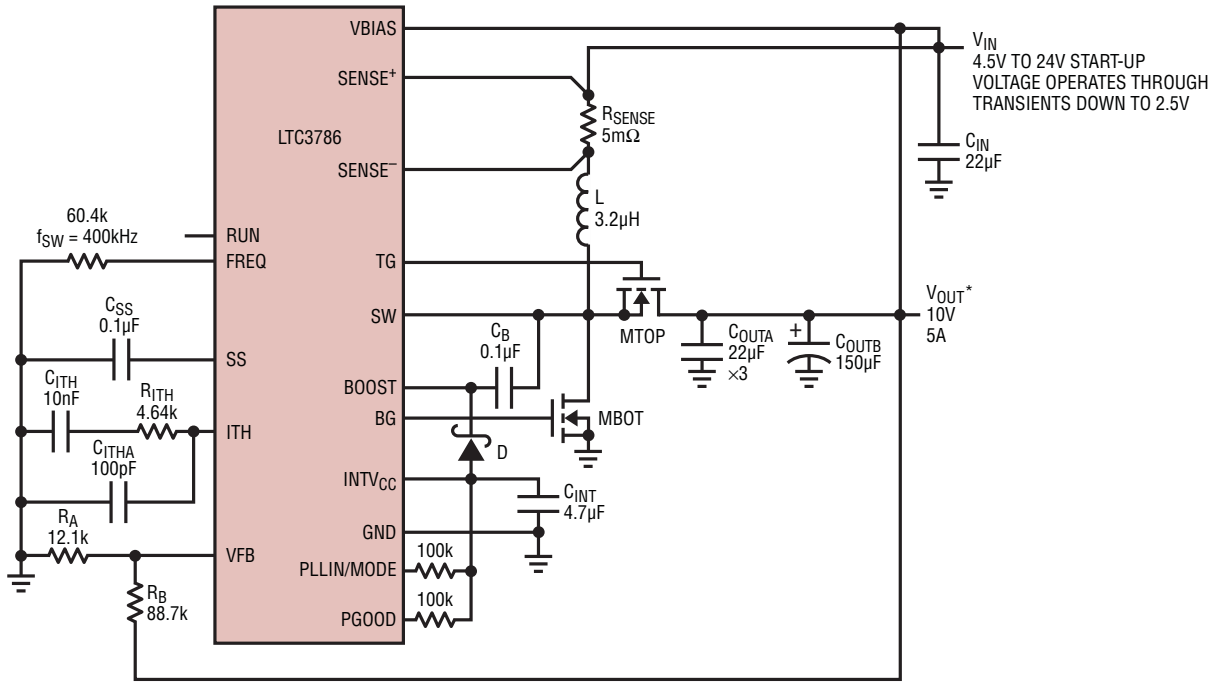 VBIAS
SENSE+
LTC3786
SENSE–
RUN
FREQ
TG
SW
SS
BOOST
BG
ITH
INTVCC
GND
VFB
PLLIN/MODE
PGOOD
VIN
4.5V TO 24V START-UP
VOLTAGE OPERATES THROUGH
TRANSIENTS DOWN TO 2.5V
RSENSE
5mΩ
CIN
22µF
L
3.2µH
60.4k
fSW = 400kHz
CSS
0.1µF
CITH
10nF
RITH
4.64k
CITHA
100pF
RA
12.1k
RB
88.7k
CB
0.1µF
MTOP
MBOT
D
CINT
4.7µF
100k
100k
COUTA
22µF
×3
+
COUTB
150µF
VOUT*
10V
5A